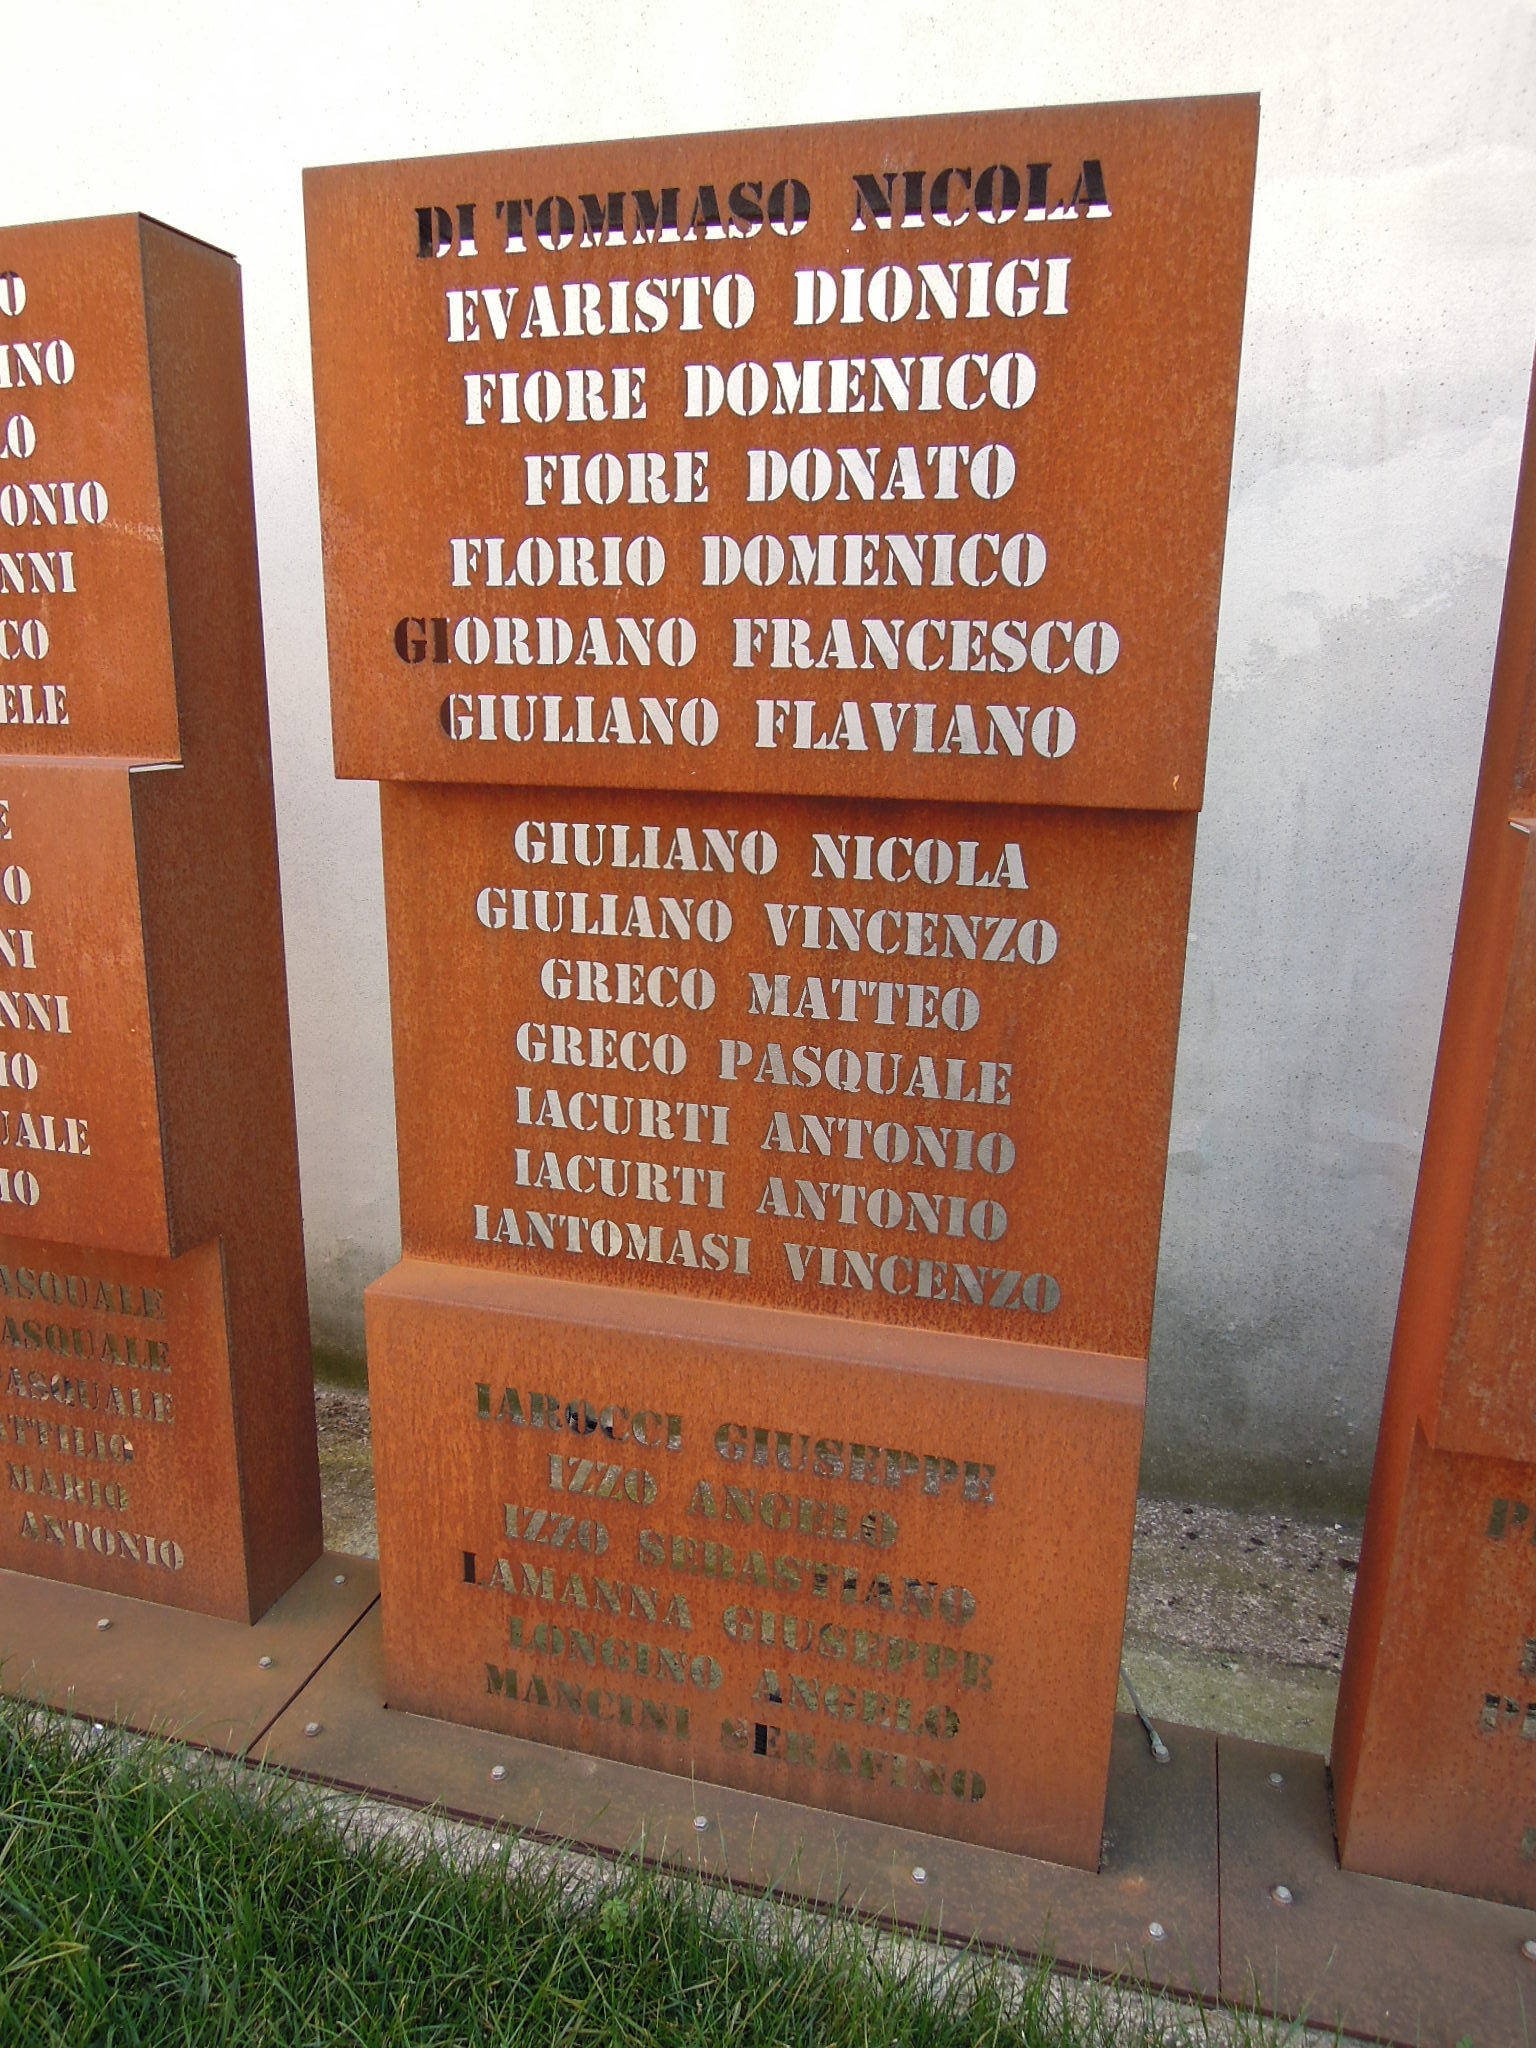 DI TOMMASO NICOLA
EVARISTO DIONIGI
FIORE DOMENICO
FIORE DONATO
FLORIO DOMENICO
GIORDANO FRANCESCO
GIULIANO FLAVIANO
GIULIANO NICOLA
GIULIANO VINCENZO
GRECO MATTEO
GRECO PASQUALE
IACURTI ANTONIO
IACURTI ANTONIO
IANTOMASI VINCENZO
IAROCCI GIUSEPPE
IZZO ANGELO
IZZO SEBASTIANO
LAMANNA GIUSEPPE
LONGINO ANGELO
MANCINI SERAFINO
MARIO
ANTONIO